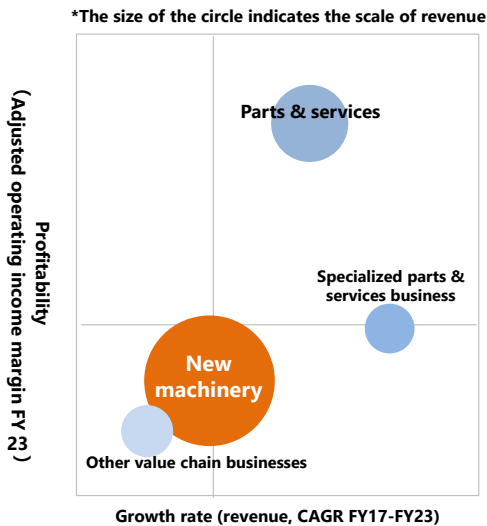 *The size of the circle indicates the scale of revenue
Parts & services
Specialized parts &
services business
New
machinery
Other value chain businesses
Profitability
(Adjusted operating income margin FY 23)
Growth rate (revenue, CAGR FY17-FY23)